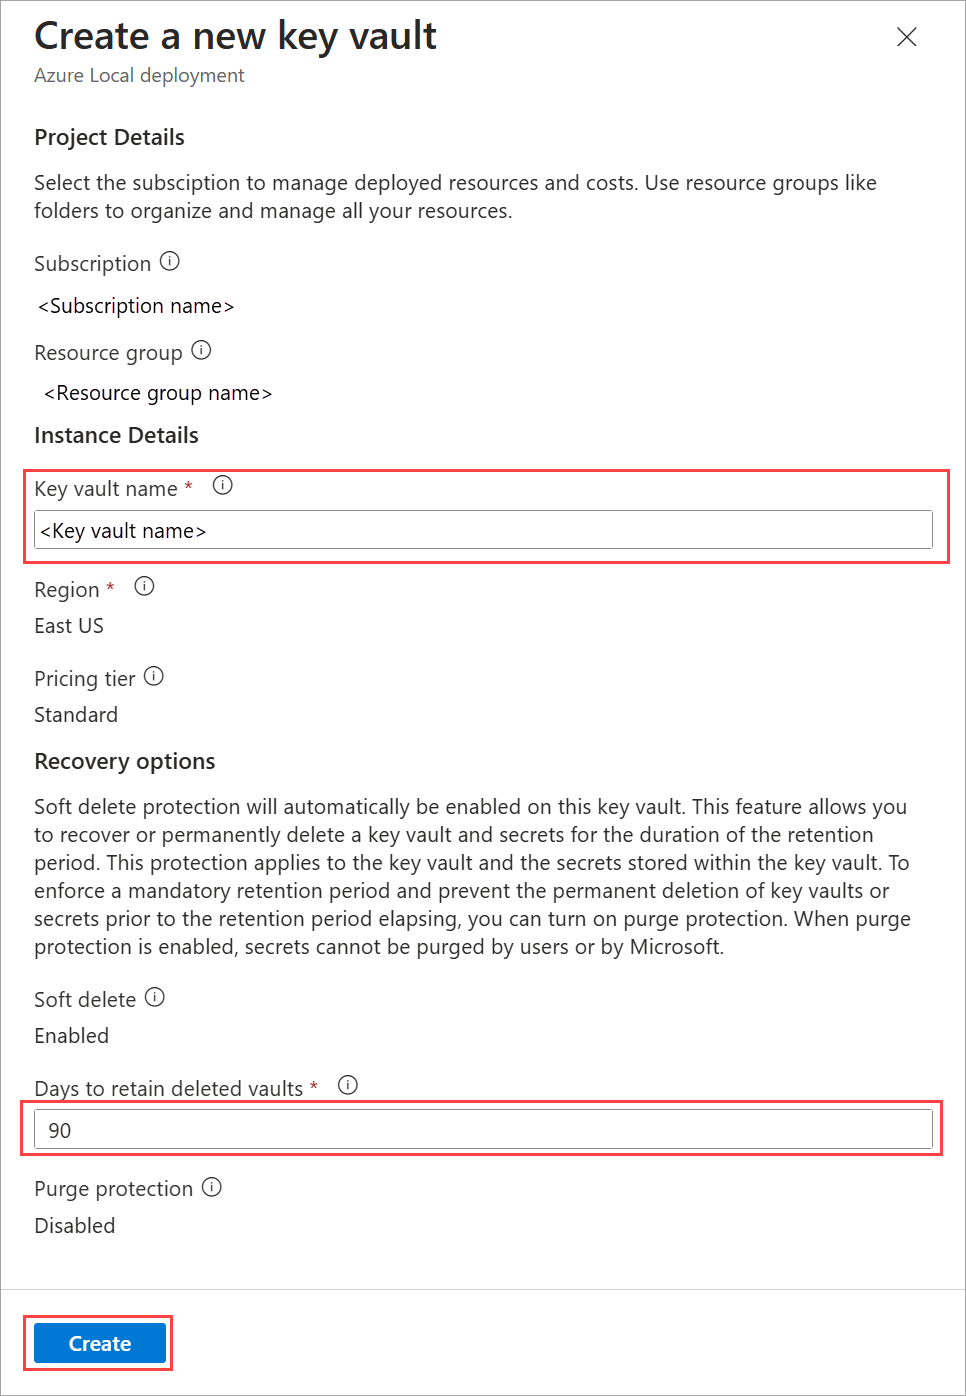 Create a new key vault
Azure Local deployment
Project Details
Select the subsciption to manage deployed resources and costs. Use resource groups like
folders to organize and manage all your resources.
Subscription
<Subscription name>
Resource group
<Resource group name>
Instance Details
Key vault name *
<Key vault name>
Region *
East US
Pricing tier
Standard
Recovery options
Soft delete protection will automatically be enabled on this key vault. This feature allows you
to recover or permanently delete a key vault and secrets for the duration of the retention
period. This protection applies to the key vault and the secrets stored within the key vault. To
enforce a mandatory retention period and prevent the permanent deletion of key vaults or
secrets prior to the retention period elapsing, you can turn on purge protection. When purge
protection is enabled, secrets cannot be purged by users or by Microsoft.
Soft delete
Enabled
Days to retain deleted vaults *
90
Purge protection
Disabled
Create